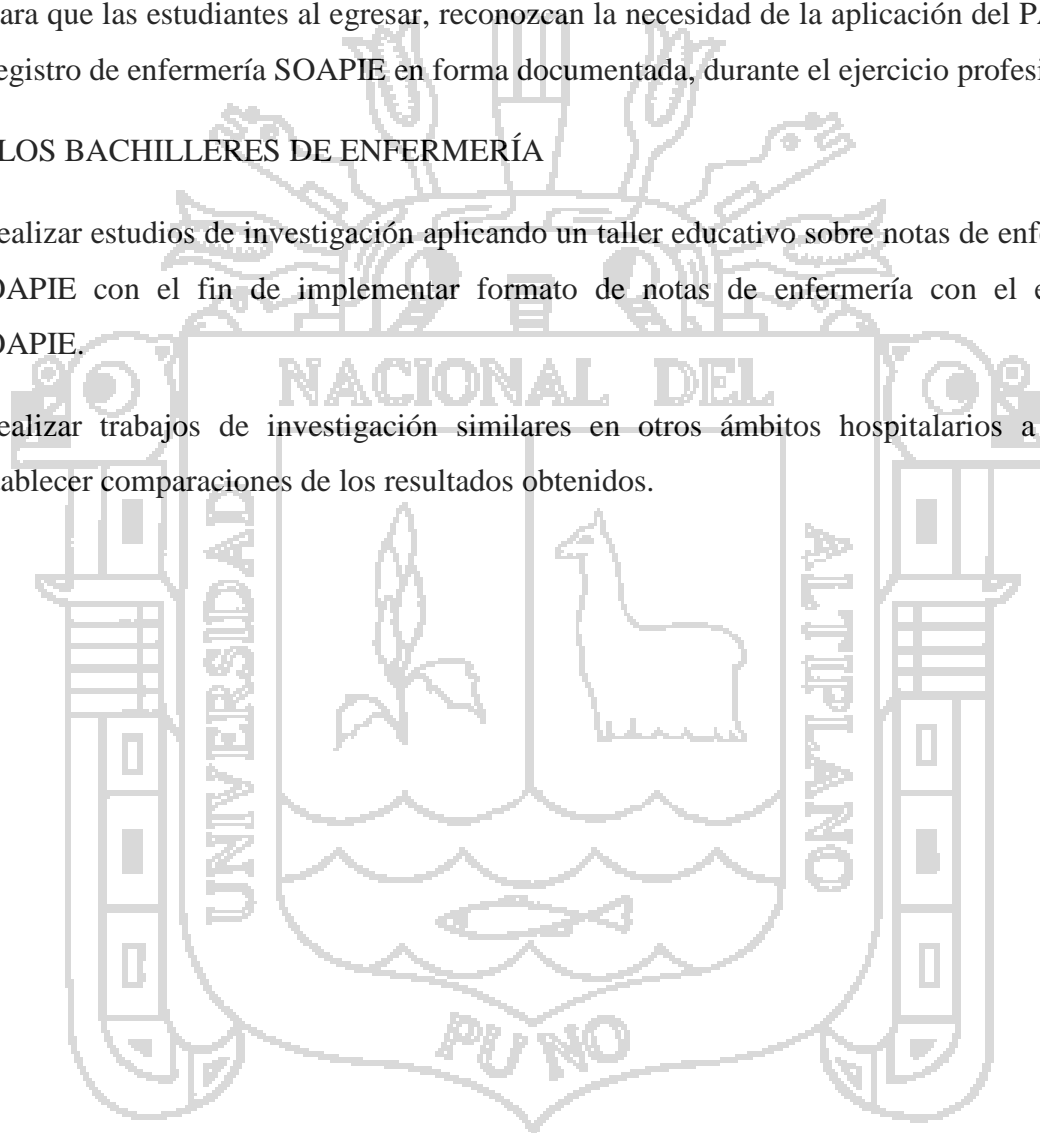 ara que las estudiantes al egresar, reconozcan la necesidad de la aplicación del PA
egistro de enfermería SOAPIE en forma documentada, durante el ejercicio profesi
LOS BACHILLERES DE ENFERMERÍA
ealizar estudios de investigación aplicando un taller educativo sobre notas de enf
OAPIE con el fin de implementar formato de notas de enfermería con el e
OAPIE.
ealizar trabajos de investigación similares en otros ámbitos hospitalarios a
tablecer comparaciones de los resultados obtenidos.
NACIONAL DEL
UNIVERSIDAD
ALTIPLANO
PUNO